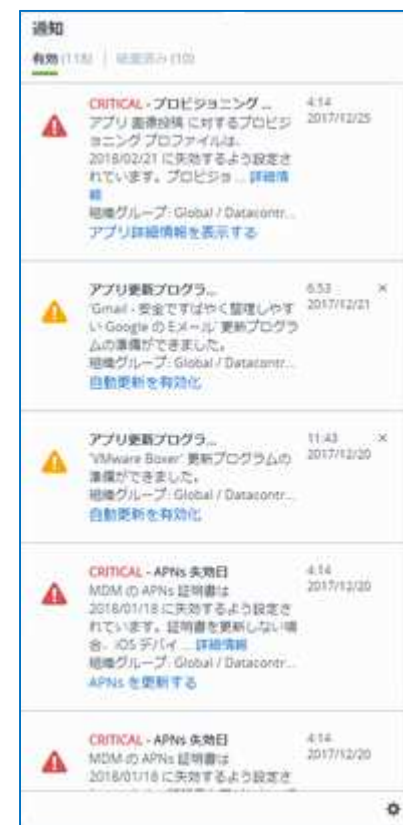 通知
有効 (118) | 破棄済み (10)
CRITICAL - プロビジョニング ... 4:14
アプリ 画像投稿 に対するプロビジ 2017/12/25
ョニング プロファイルは、
2018/02/21 に失効するよう設定さ
れています。プロビジョ ... 詳細情
報
組織グループ: Global / Datacontr...
アプリ詳細情報を表示する
アプリ更新プログラ... 6:53 ×
'Gmail - 安全ですばやく整理しやす 2017/12/21
い Google の Eメール' 更新プログラ
ムの準備ができました。
組織グループ: Global / Datacontr...
自動更新を有効化
アプリ更新プログラ... 11:43 ×
'VMware Boxer' 更新プログラムの 2017/12/20
準備ができました。
組織グループ: Global / Datacontr...
自動更新を有効化
CRITICAL - APNs 失効日 4:14
MDM の APNs 証明書は 2017/12/20
2018/01/18 に失効するよう設定さ
れています。証明書を更新しない場
合、iOS デバイ ... 詳細情報
組織グループ: Global / Datacontr...
APNs を更新する
CRITICAL - APNs 失効日 4:14
MDM の APNs 証明書は 2017/12/20
2018/01/18 に失効するよう設定さ